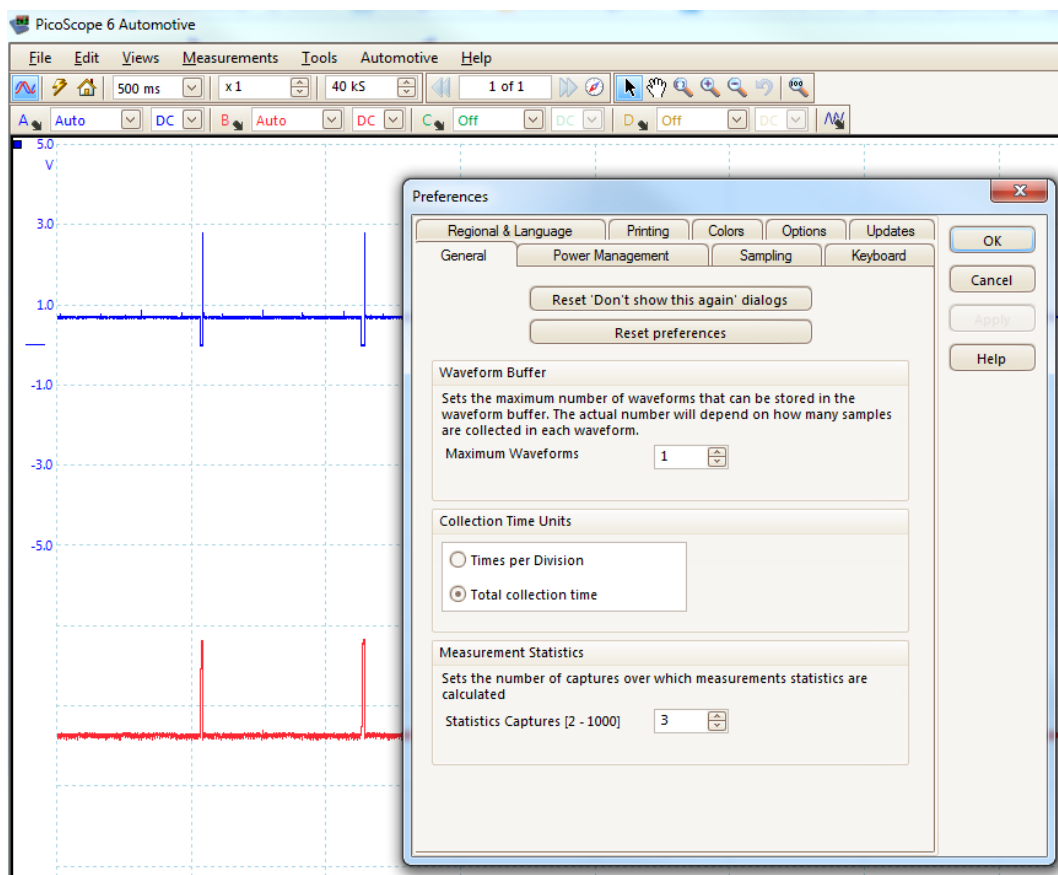 PicoScope 6 Automotive
File Edit Views Measurements Tools Automotive Help
500 ms x 1 40 kS 1 of 1
A Auto DC B Auto DC C Off DC D Off DC
5.0
V
3.0
1.0
-1.0
-3.0
-5.0
Preferences
Regional & Language Printing Colors Options Updates
General Power Management Sampling Keyboard
Reset 'Don't show this again' dialogs
Reset preferences
Waveform Buffer
Sets the maximum number of waveforms that can be stored in the
waveform buffer. The actual number will depend on how many samples
are collected in each waveform.
Maximum Waveforms 1
Collection Time Units
Times per Division
Total collection time
Measurement Statistics
Sets the number of captures over which measurements statistics are
calculated
Statistics Captures [2 - 1000] 3
OK
Cancel
Apply
Help